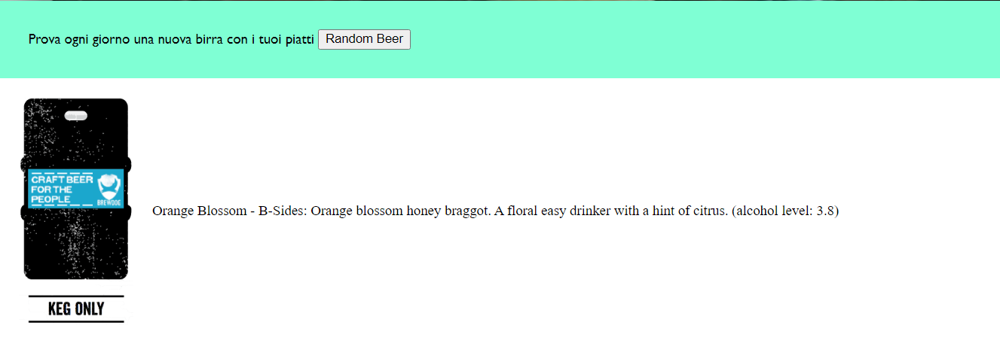 Prova ogni giorno una nuova birra con i tuoi piatti Random Beer
CRAFT BEER
FOR THE
PEOPLE
BREWDOG
Orange Blossom - B-Sides: Orange blossom honey braggot. A floral easy drinker with a hint of citrus. (alcohol level: 3.8)
KEG ONLY